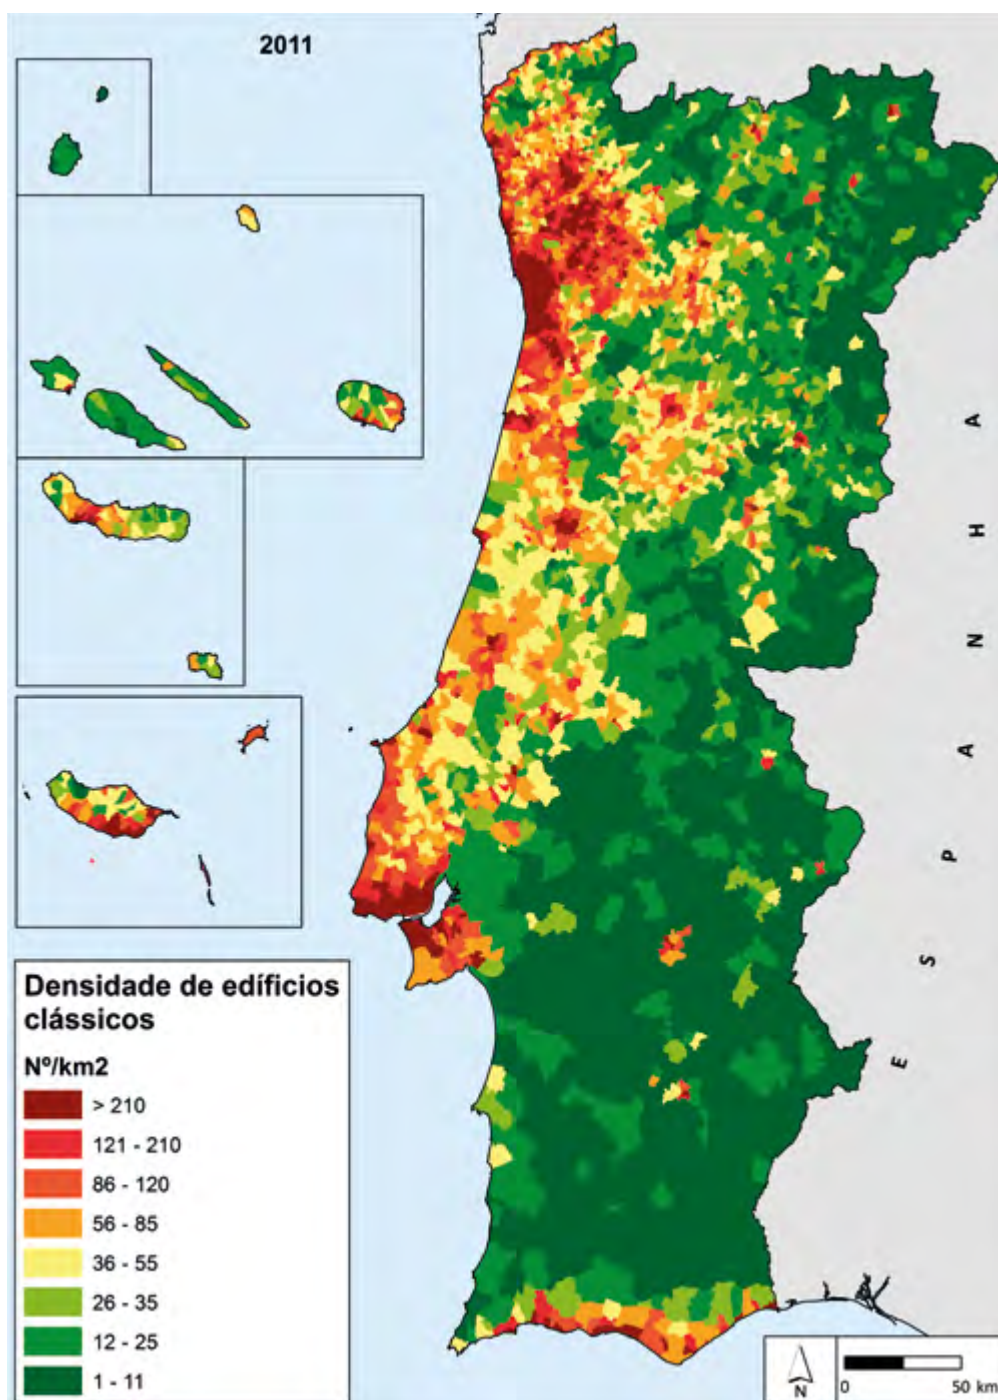 2011
A
H
N
A
P
S
E
Densidade de edifícios
clássicos
Nº/km2
> 210
121 - 210
86 - 120
56 - 85
36 - 55
26 - 35
12 - 25
1 - 11
N
0 50 km